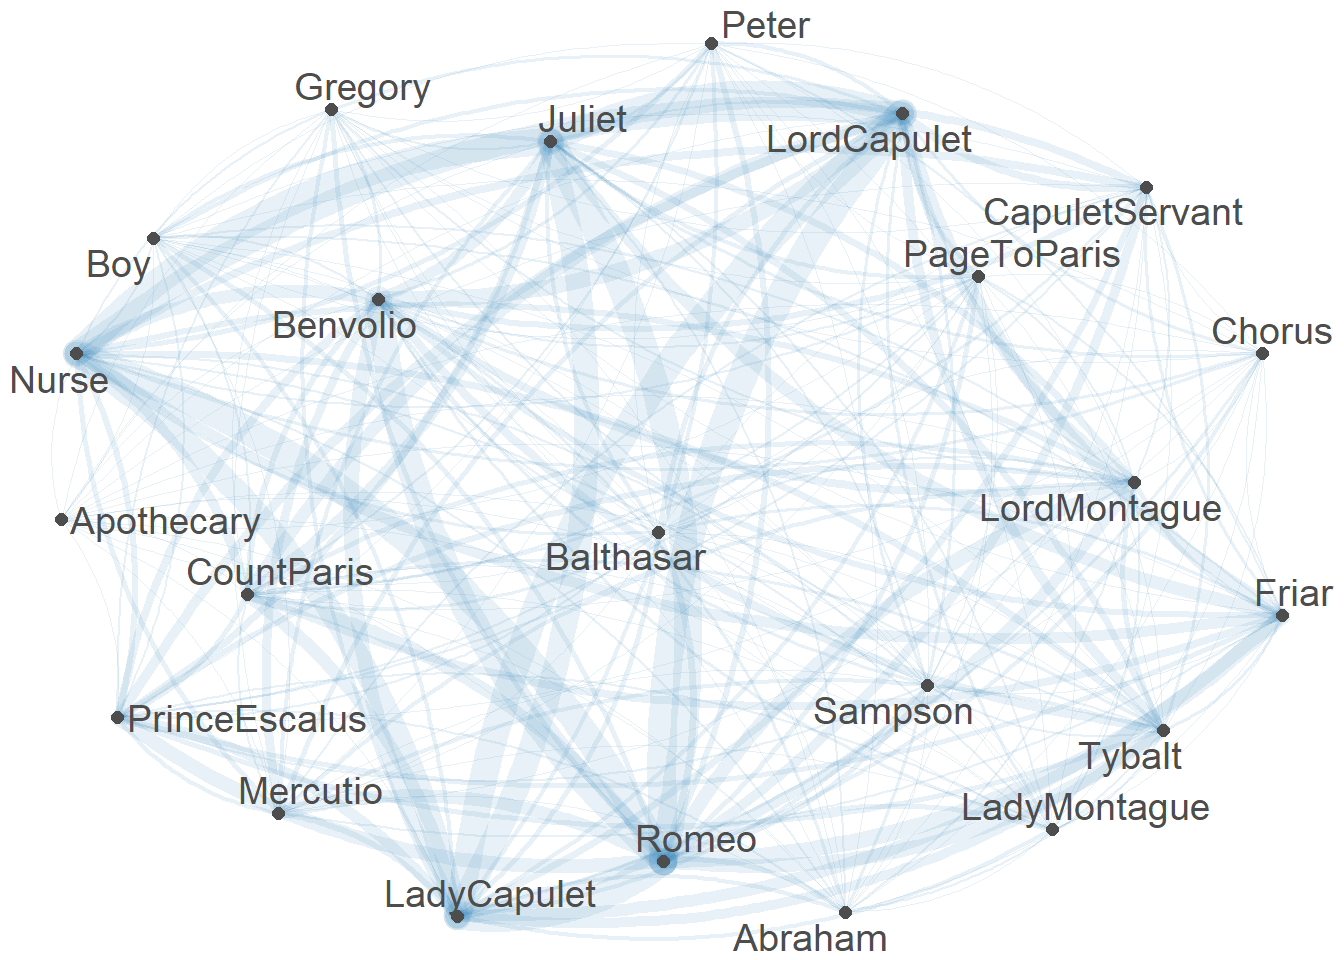 Peter
Gregory
Juliet
LordCapulet
CapuletServant
PageToParis
Boy
Benvolio
Chorus
Nurse
LordMontague
Apothecary
Balthasar
CountParis
Friar
Sampson
PrinceEscalus
Tybalt
Mercutio
LadyMontague
Romeo
LadyCapulet
Abraham